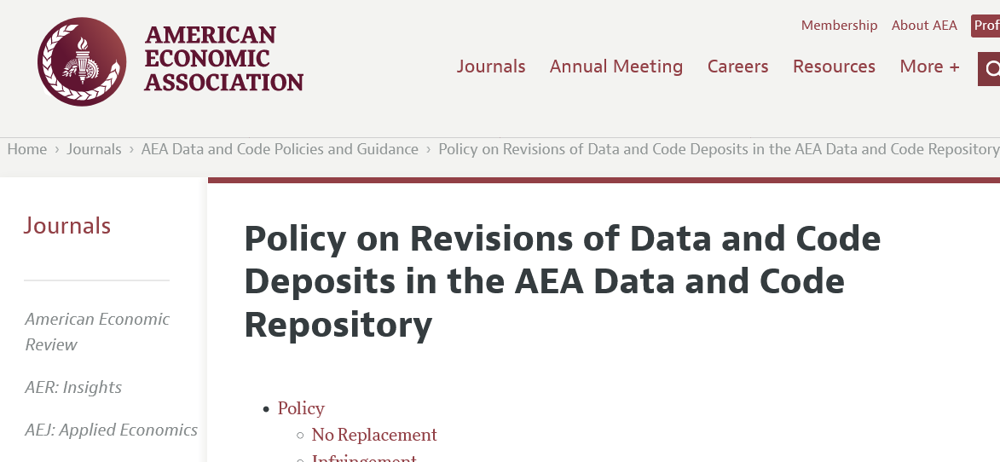 AMERICAN
ECONOMIC
ASSOCIATION
Membership About AEA
Journals Annual Meeting Careers Resources More +
Home › Journals › AEA Data and Code Policies and Guidance › Policy on Revisions of Data and Code Deposits in the AEA Data and Code Repository
Journals
American Economic
Review
AER: Insights
AEJ: Applied Economics
Policy on Revisions of Data and Code
Deposits in the AEA Data and Code
Repository
• Policy
○ No Replacement
○ Infringement